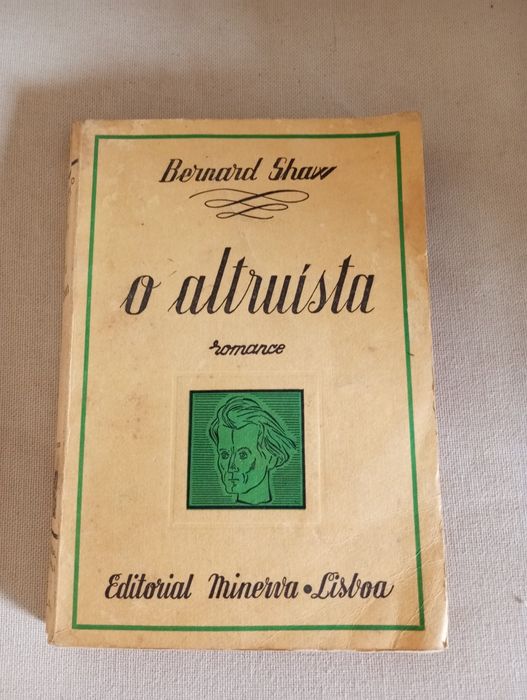 Bernard Shaw
o altruísta
romance
Editorial Minerva • Lisboa